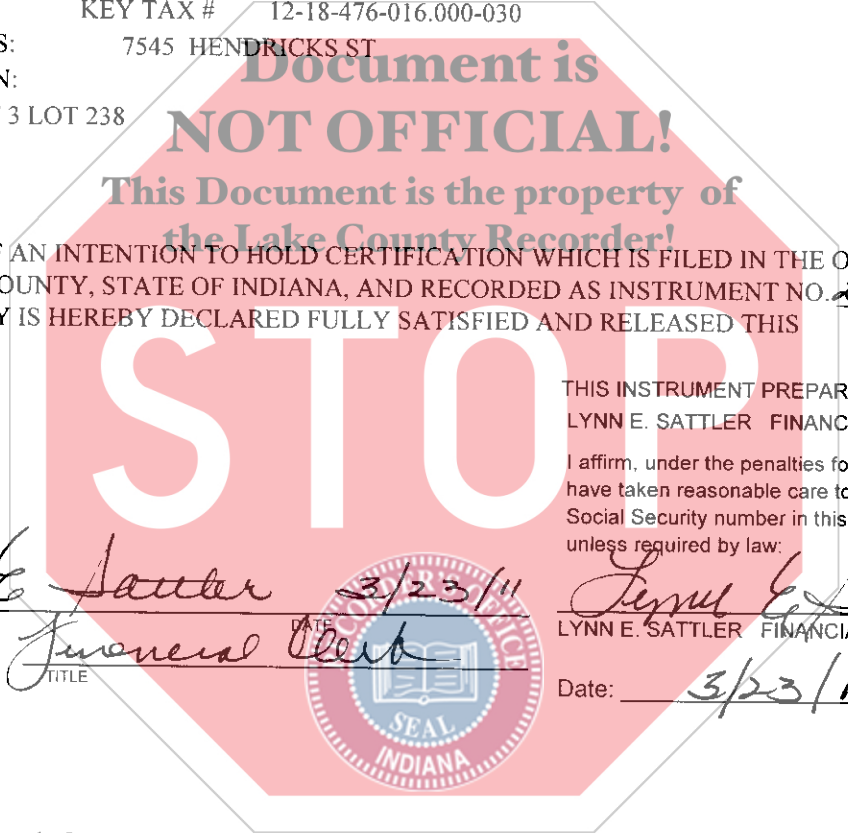 KEY TAX # 12-18-476-016.000-030
S: 7545 HENDRICKS ST
N:
3 LOT 238
Document is
NOT OFFICIAL!
This Document is the property of
the Lake County Recorder!
AN INTENTION TO HOLD CERTIFICATION WHICH IS FILED IN THE O
OUNTY, STATE OF INDIANA, AND RECORDED AS INSTRUMENT NO.
Y IS HEREBY DECLARED FULLY SATISFIED AND RELEASED THIS
STOP
THIS INSTRUMENT PREPAR
LYNN E. SATTLER FINANC
I affirm, under the penalties fo
have taken reasonable care to
Social Security number in this
unless required by law:
E Sattler 3/23/11
DATE
Financial Clerk
TITLE
Lynn E S
LYNN E. SATTLER FINANCIA
Date: 3/23/1
RECORDER OFFICE
SEAL
INDIANA